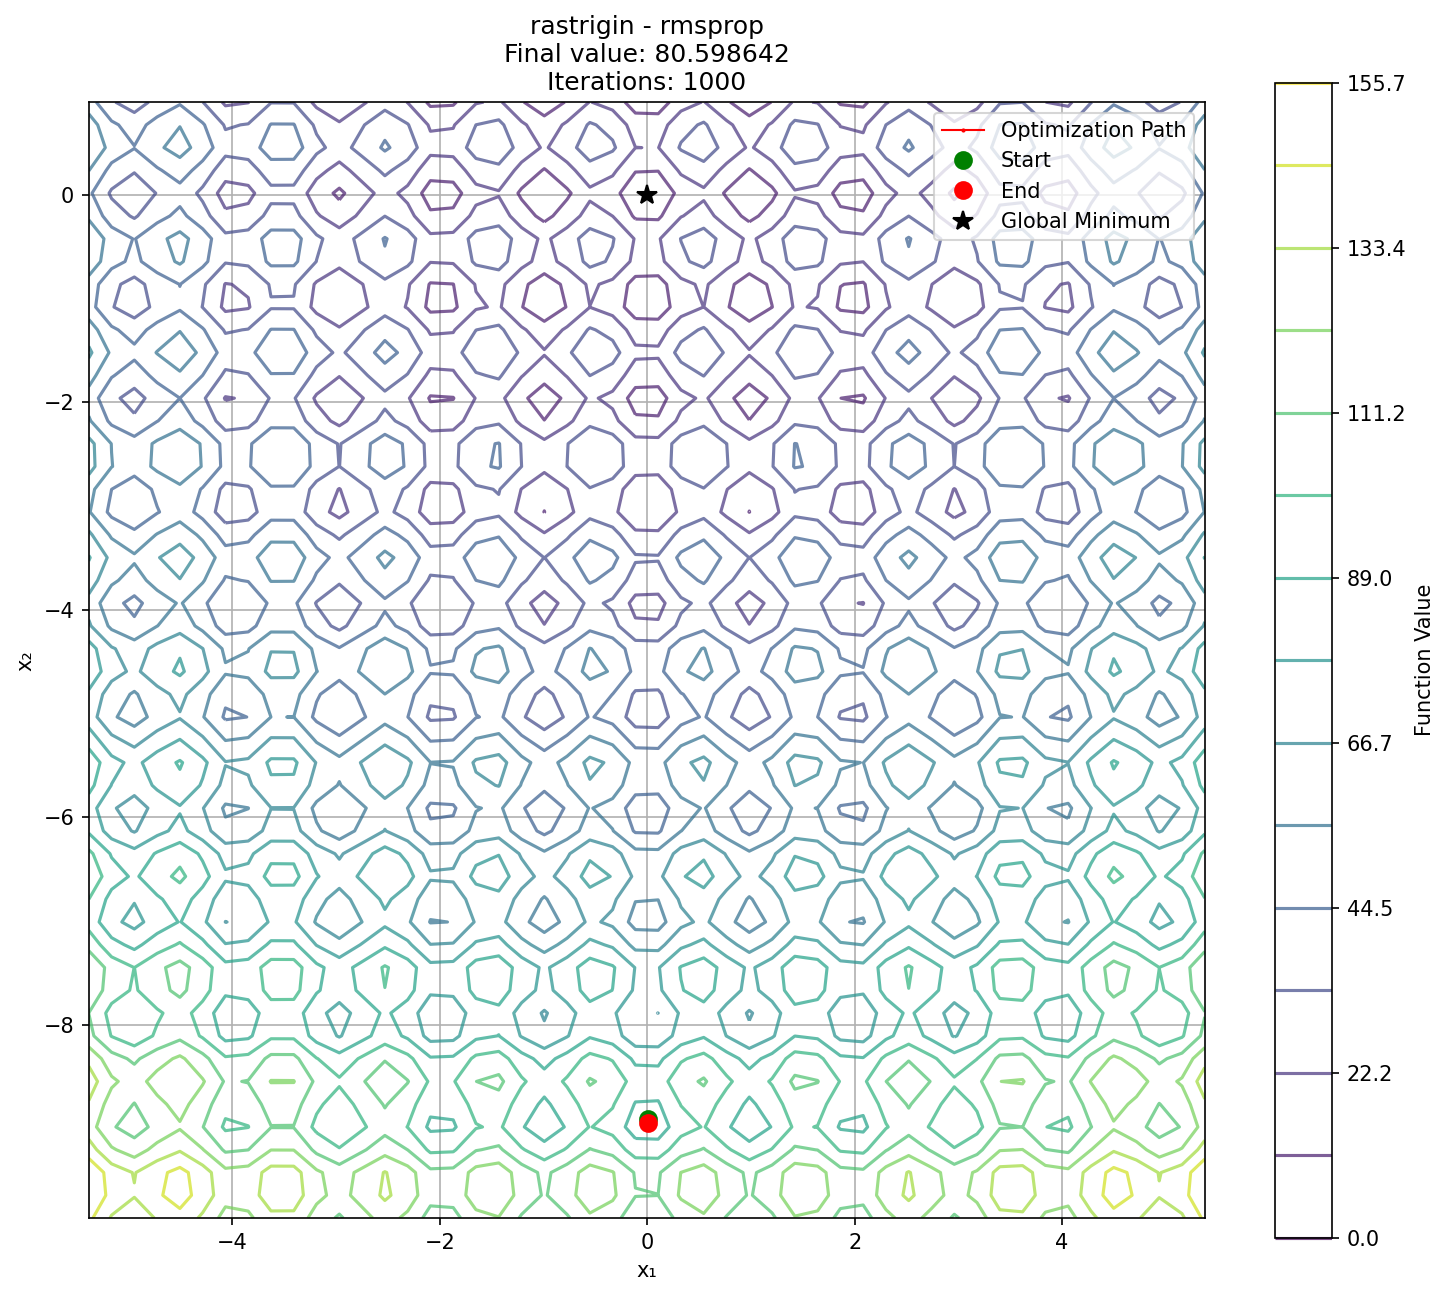 rastrigin - rmsprop
Final value: 80.598642
Iterations: 1000
Optimization Path
Start
End
Global Minimum
155.7
133.4
111.2
89.0
66.7
44.5
22.2
0.0
Function Value
0
−2
−4
−6
−8
x₂
−4
−2
0
2
4
x₁